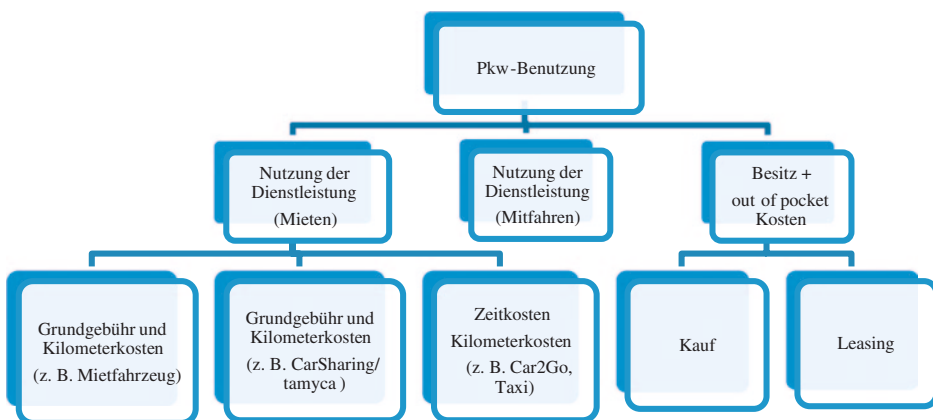 Pkw-Benutzung
Nutzung der
Dienstleistung
(Mieten)
Nutzung der
Dienstleistung
(Mitfahren)
Besitz +
out of pocket
Kosten
Grundgebühr und
Kilometerkosten
(z. B. Mietfahrzeug)
Grundgebühr und
Kilometerkosten
(z. B. CarSharing/
tamyca )
Zeitkosten
Kilometerkosten
(z. B. Car2Go,
Taxi)
Kauf
Leasing